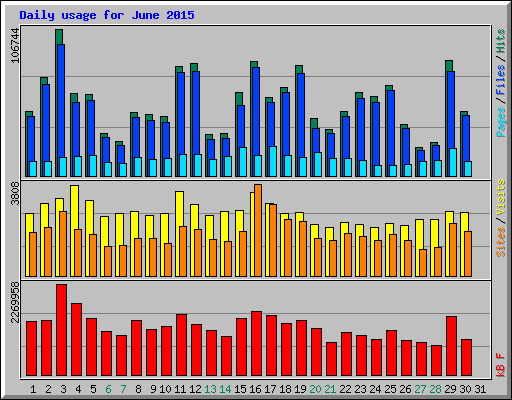 Daily usage for June 2015
106744
Pages / Files / Hits
3808
Sites / Visits
2269958
kB F
1 2 3 4 5 6 7 8 9 10 11 12 13 14 15 16 17 18 19 20 21 22 23 24 25 26 27 28 29 30 31